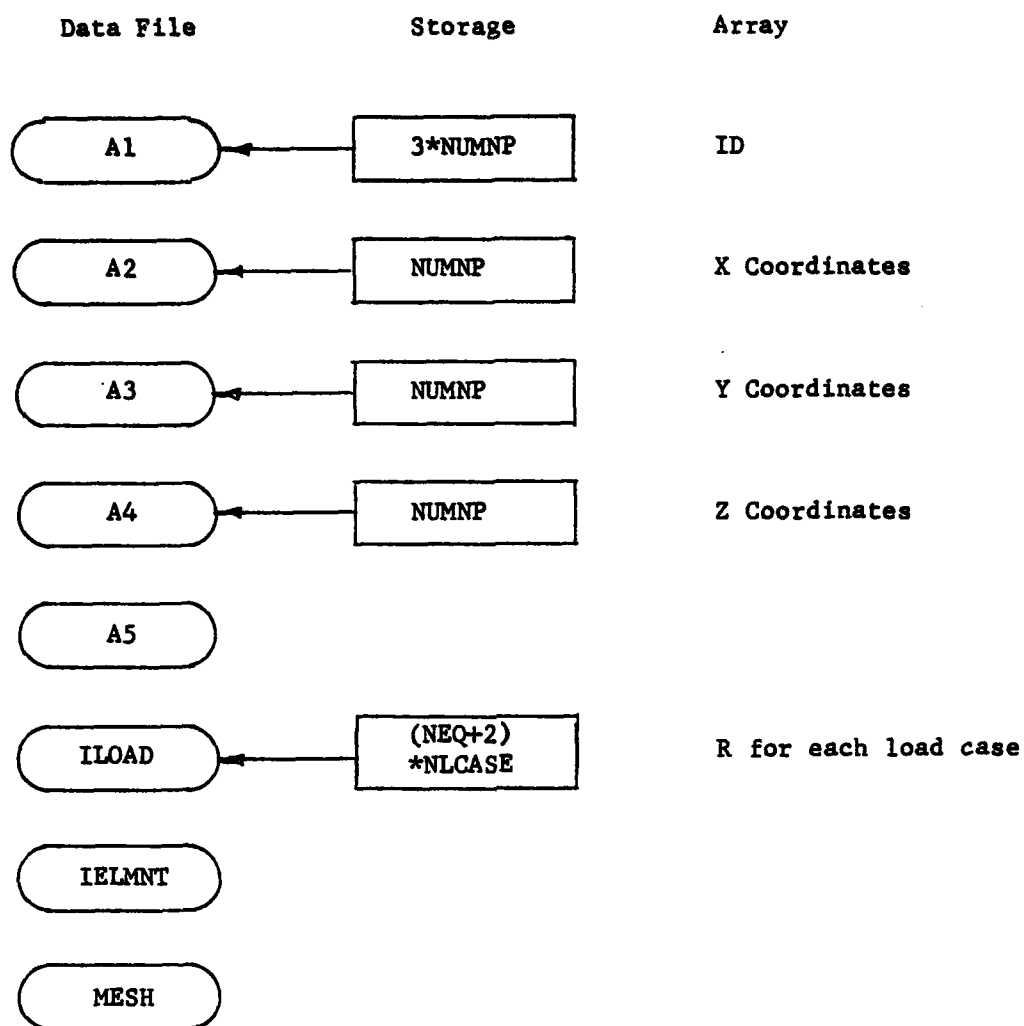 Data File Storage Array
A1 3*NUMNP ID
A2 NUMNP X Coordinates
A3 NUMNP Y Coordinates
A4 NUMNP Z Coordinates
A5
ILOAD (NEQ+2) R for each load case
*NLCASE
IELMNT
MESH